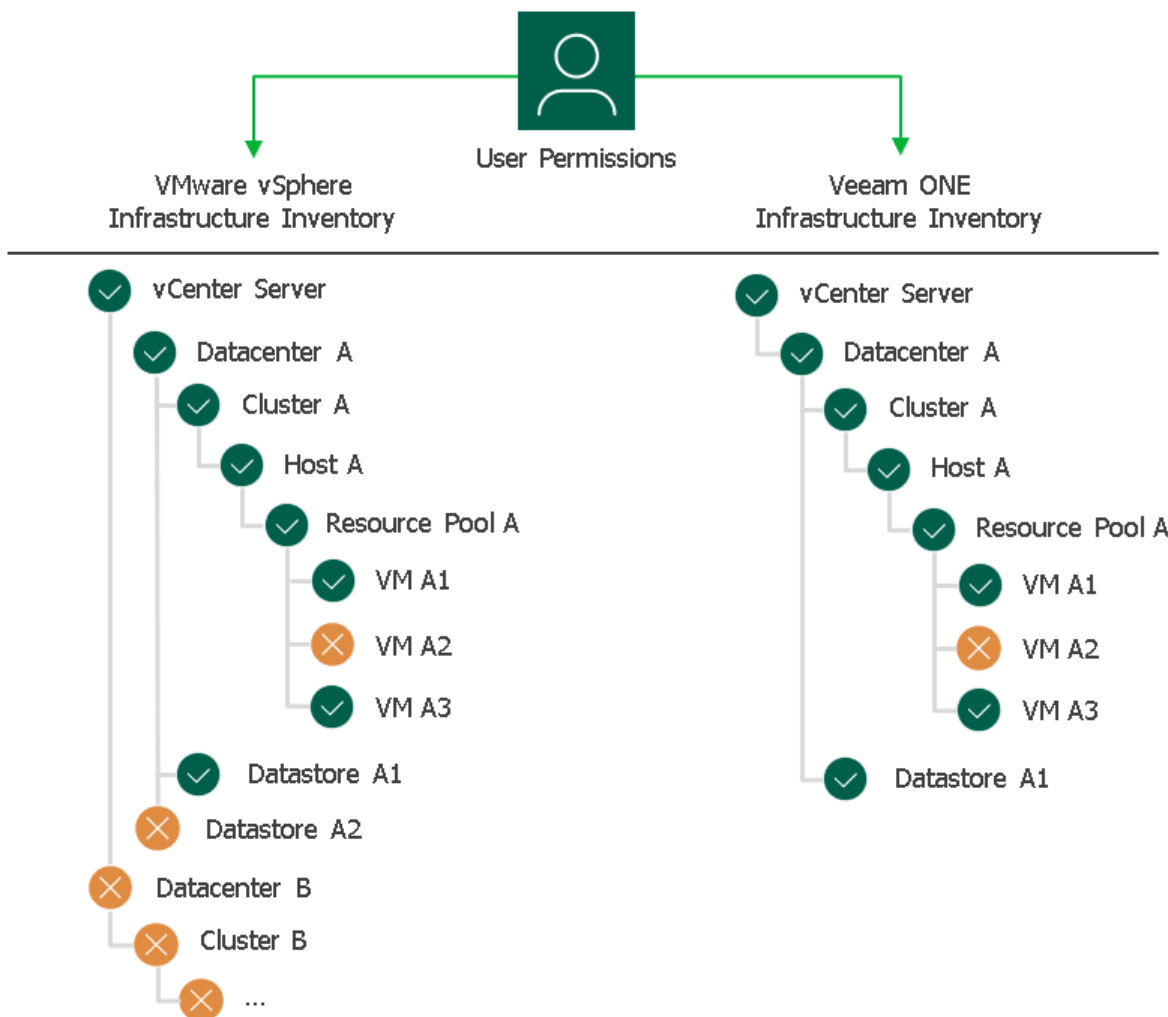 User Permissions
VMware vSphere
Infrastructure Inventory
Veeam ONE
Infrastructure Inventory
vCenter Server
Datacenter A
Cluster A
Host A
Resource Pool A
VM A1
VM A2
VM A3
Datastore A1
Datastore A2
Datacenter B
Cluster B
...
vCenter Server
Datacenter A
Cluster A
Host A
Resource Pool A
VM A1
VM A2
VM A3
Datastore A1